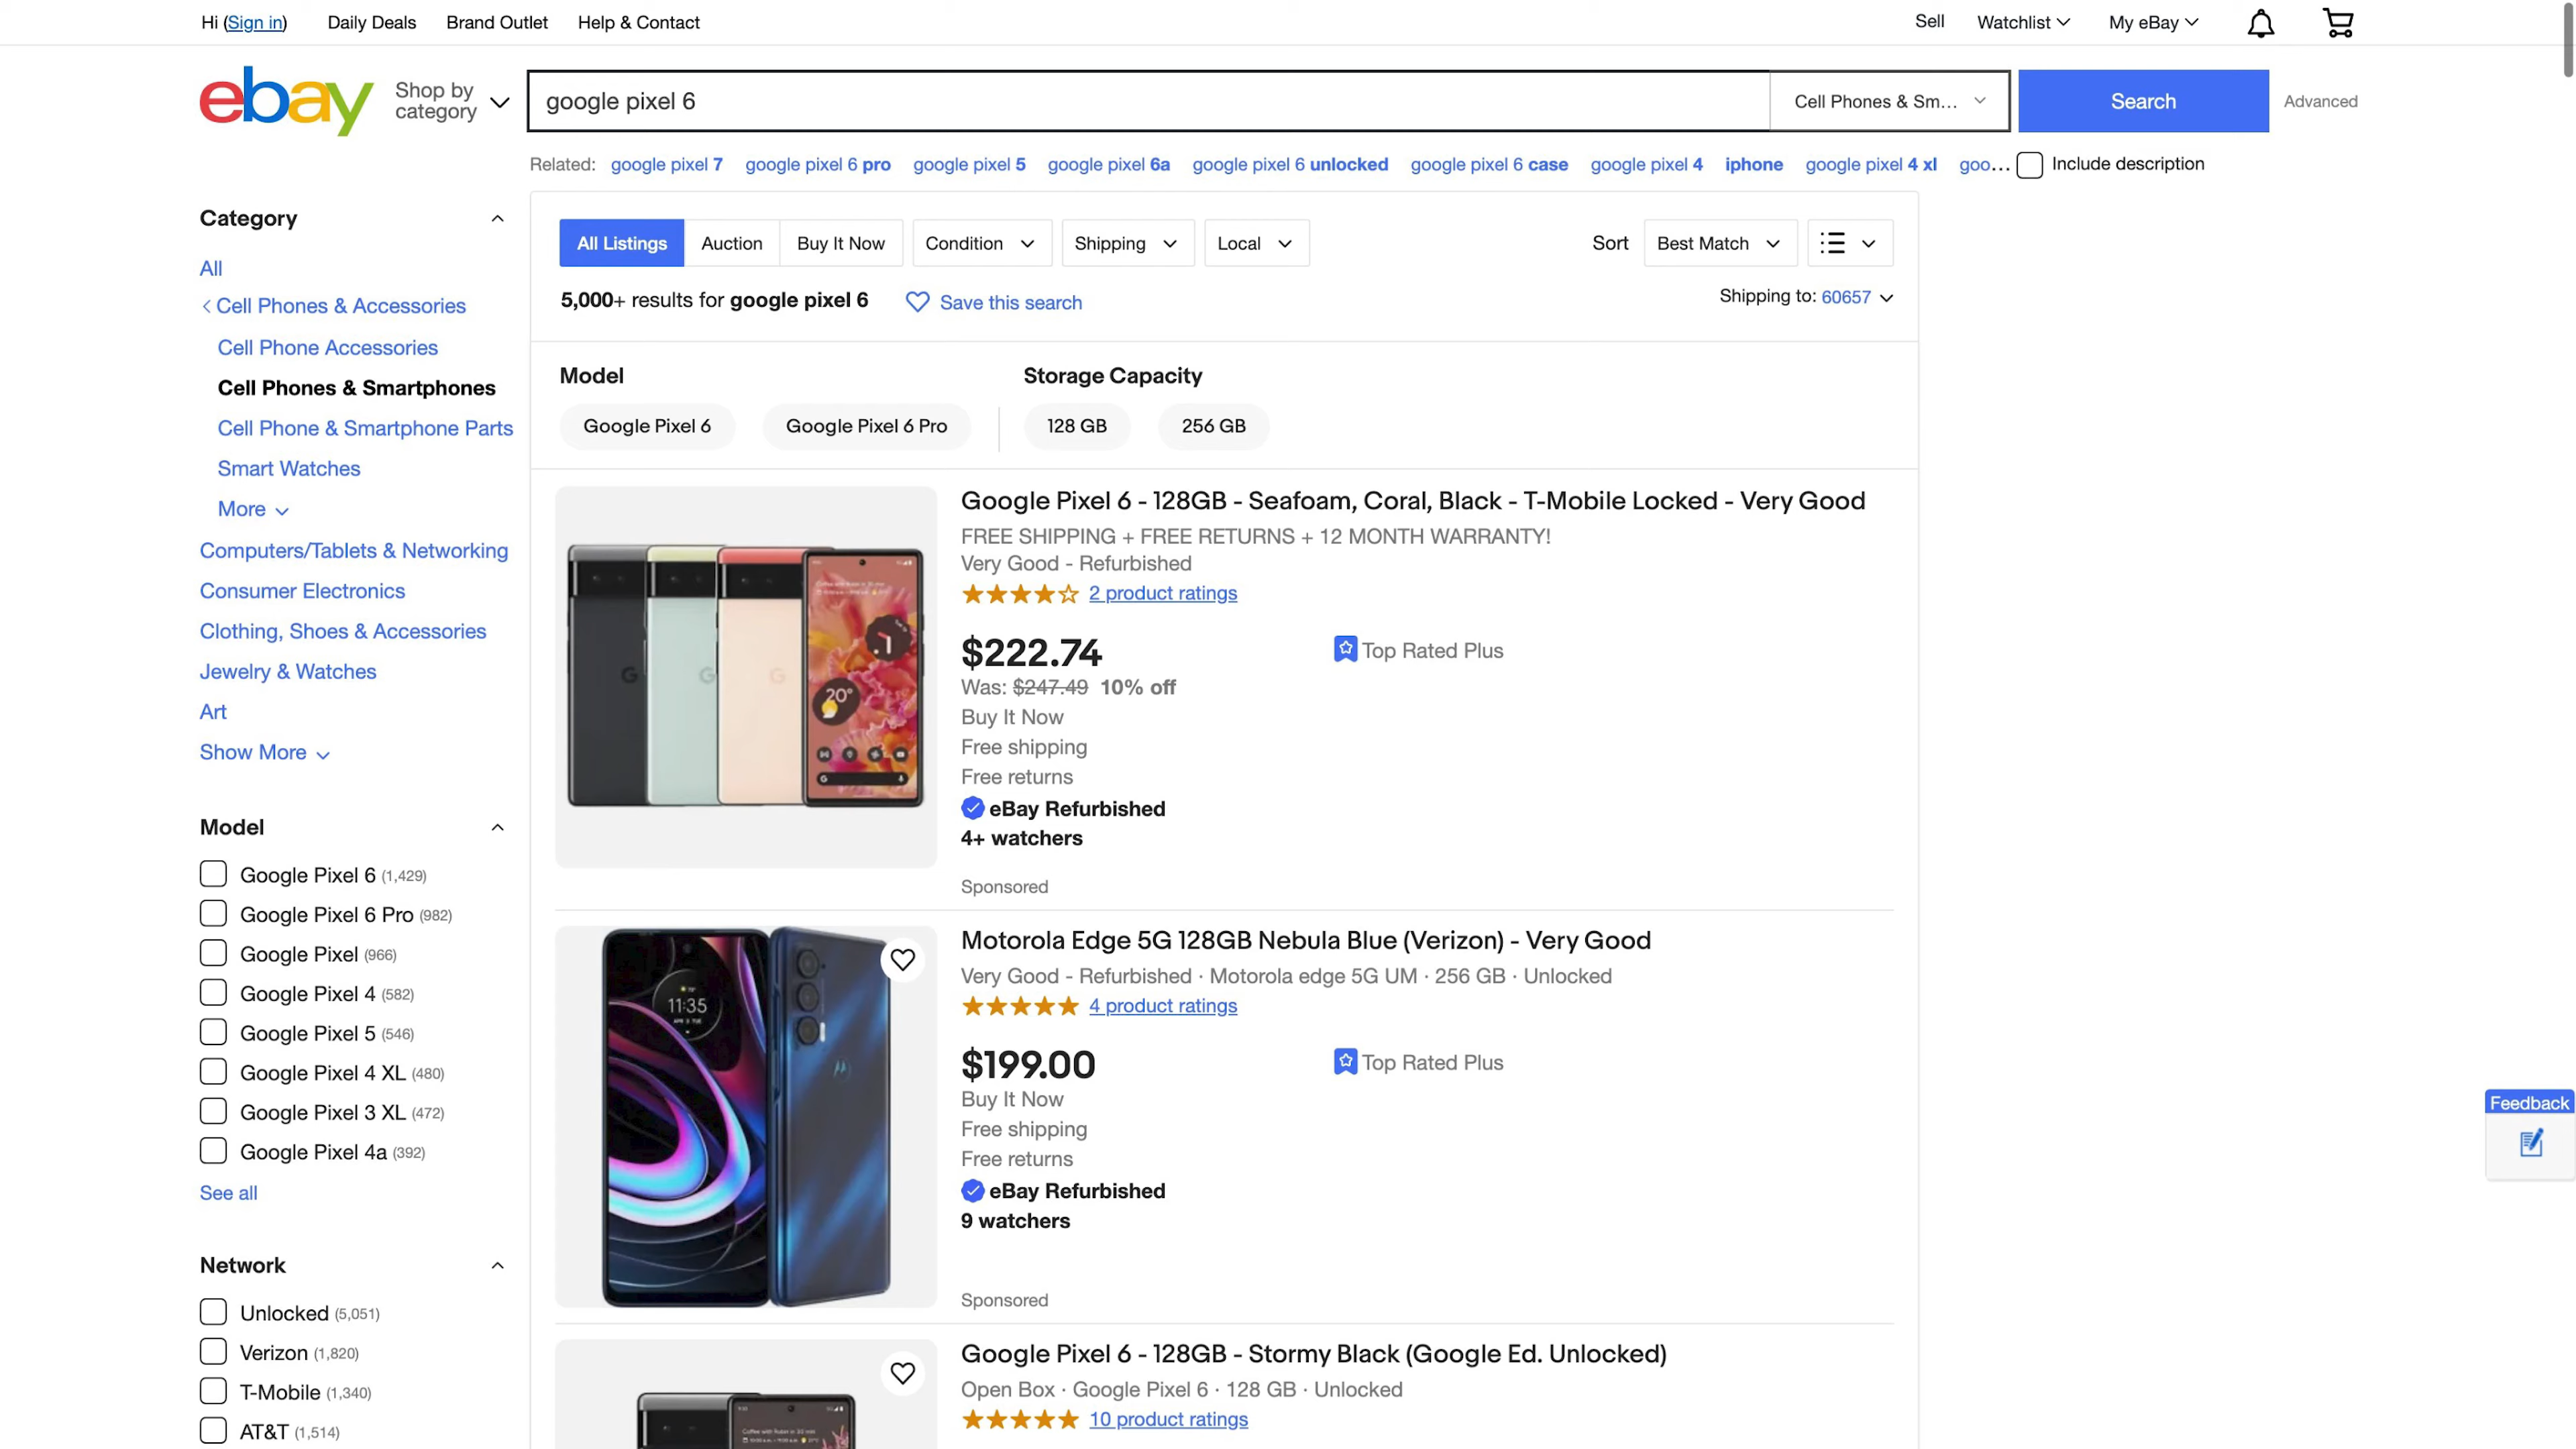 Hi (Sign in) Daily Deals Brand Outlet Help & Contact Sell Watchlist My eBay
ebay Shop by category google pixel 6 Cell Phones & Sm... Search Advanced
Related: google pixel 7 google pixel 6 pro google pixel 5 google pixel 6a google pixel 6 unlocked google pixel 6 case google pixel 4 iphone google pixel 4 xl goo... Include description
Category
All
Cell Phones & Accessories
Cell Phone Accessories
Cell Phones & Smartphones
Cell Phone & Smartphone Parts
Smart Watches
More
Computers/Tablets & Networking
Consumer Electronics
Clothing, Shoes & Accessories
Jewelry & Watches
Art
Show More
Model
Google Pixel 6 (1,429)
Google Pixel 6 Pro (982)
Google Pixel (966)
Google Pixel 4 (582)
Google Pixel 5 (546)
Google Pixel 4 XL (480)
Google Pixel 3 XL (472)
Google Pixel 4a (392)
See all
Network
Unlocked (5,051)
Verizon (1,820)
T-Mobile (1,340)
AT&T (1,514)
All Listings Auction Buy It Now Condition Shipping Local Sort Best Match
5,000+ results for google pixel 6 Save this search Shipping to: 60657
Model Storage Capacity
Google Pixel 6 Google Pixel 6 Pro 128 GB 256 GB
Google Pixel 6 - 128GB - Seafoam, Coral, Black - T-Mobile Locked - Very Good
FREE SHIPPING + FREE RETURNS + 12 MONTH WARRANTY!
Very Good - Refurbished
2 product ratings
$222.74 Top Rated Plus
Was: $247.49 10% off
Buy It Now
Free shipping
Free returns
eBay Refurbished
4+ watchers
Sponsored
20°
Motorola Edge 5G 128GB Nebula Blue (Verizon) - Very Good
Very Good - Refurbished · Motorola edge 5G UM · 256 GB · Unlocked
4 product ratings
$199.00 Top Rated Plus
Buy It Now
Free shipping
Free returns
eBay Refurbished
9 watchers
Sponsored
11:35
Google Pixel 6 - 128GB - Stormy Black (Google Ed. Unlocked)
Open Box · Google Pixel 6 · 128 GB · Unlocked
10 product ratings
Feedback